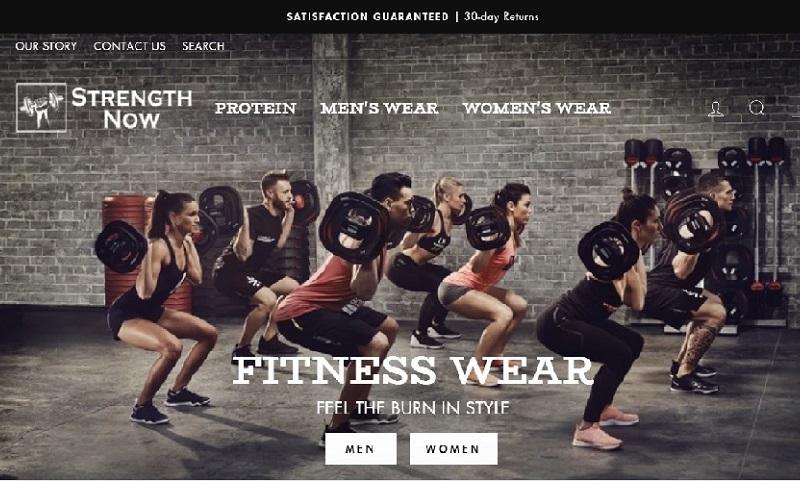 SATISFACTION GUARANTEED | 30-day Returns
OUR STORY CONTACT US SEARCH
STRENGTH NOW
PROTEIN MEN'S WEAR WOMEN'S WEAR
FITNESS WEAR
FEEL THE BURN IN STYLE
MEN WOMEN